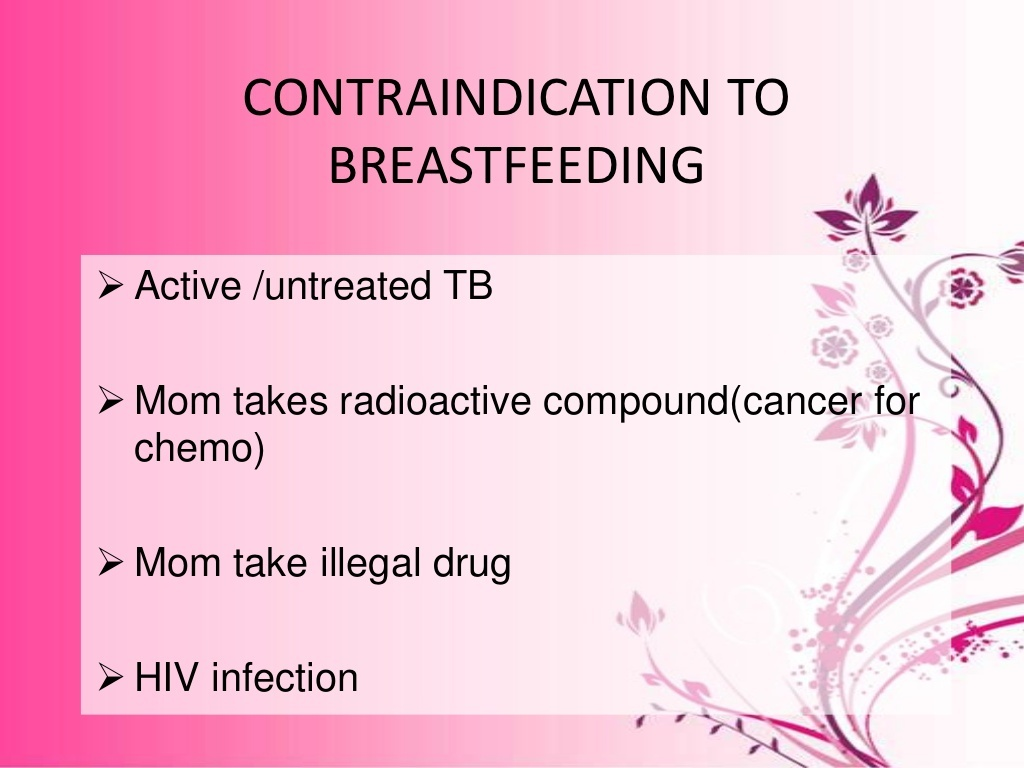 CONTRAINDICATION TO
BREASTFEEDING
➢ Active /untreated TB
➢ Mom takes radioactive compound(cancer for
chemo)
➢ Mom take illegal drug
➢ HIV infection